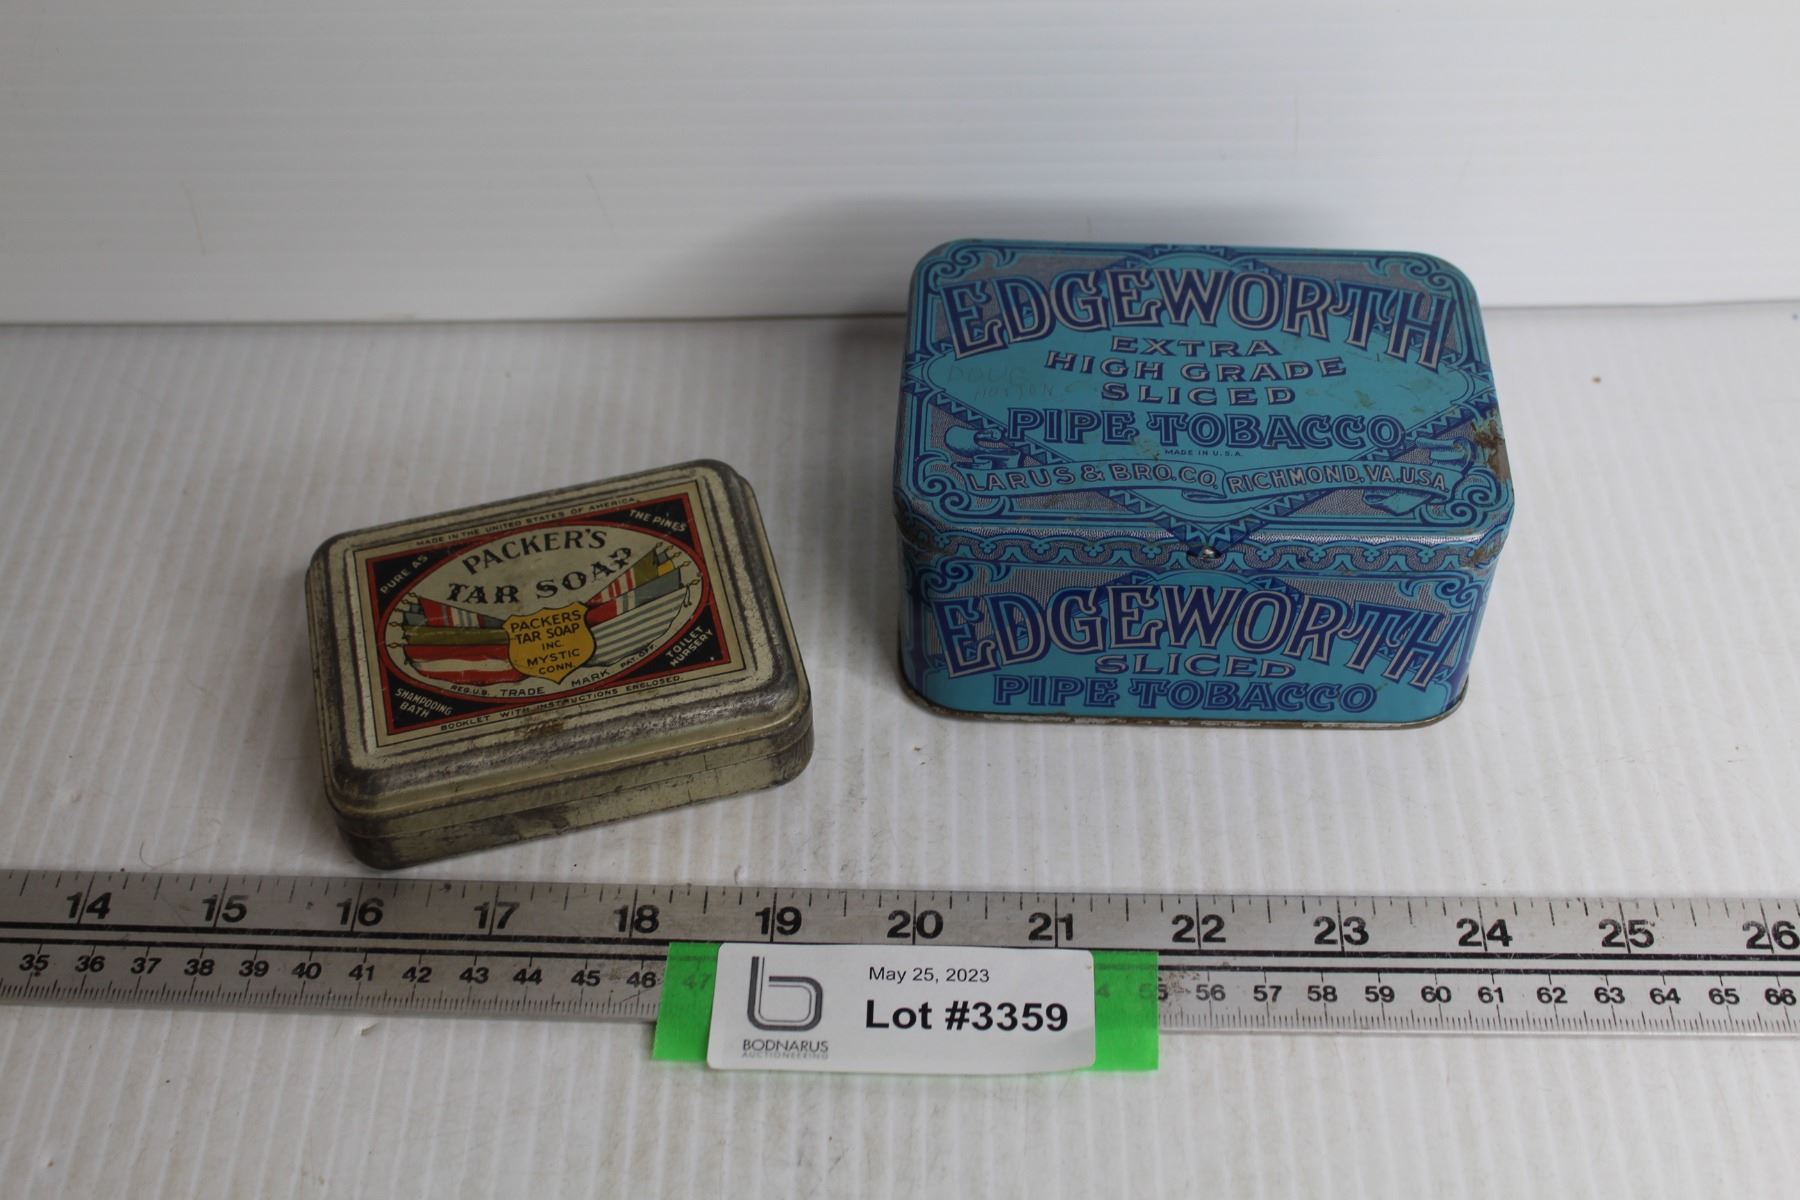 MADE IN THE UNITED STATES OF AMERICA
PURE AS
THE PINES
PACKER'S
TAR SOAP
PACKERS
TAR SOAP
INC.
MYSTIC
CONN.
REG.U.S. TRADE MARK PAT. OFF.
SHAMPOOING
BATH
TOILET
NURSERY
BOOKLET WITH INSTRUCTIONS ENCLOSED.
EDGEWORTH
EXTRA
HIGH GRADE
SLICED
PIPE TOBACCO
MADE IN U.S.A.
LARUS & BRO. CO. RICHMOND, VA. U.S.A.
DOUG
EDGEWORTH
SLICED
PIPE TOBACCO
14 15 16 17 18 19 20 21 22 23 24 25 26
35 36 37 38 39 40 41 42 43 44 45 46 47 4 55 56 57 58 59 60 61 62 63 64 65 66
May 25, 2023
Lot #3359
BODNARUS
AUCTIONEERING